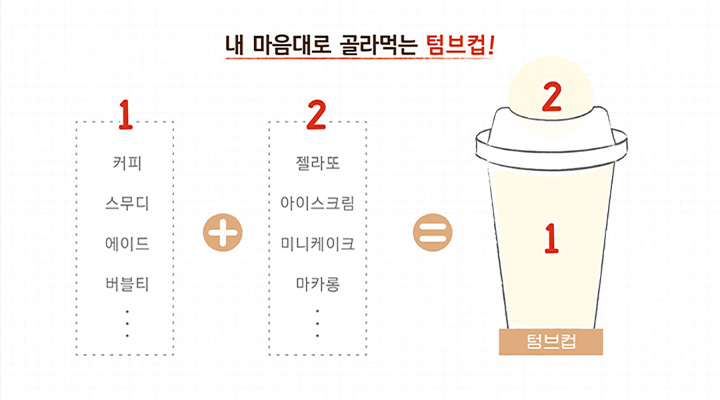 내 마음대로 골라먹는 텀브컵!
1
커피
스무디
에이드
버블티
2
젤라또
아이스크림
미니케이크
마카롱
2
1
텀브컵